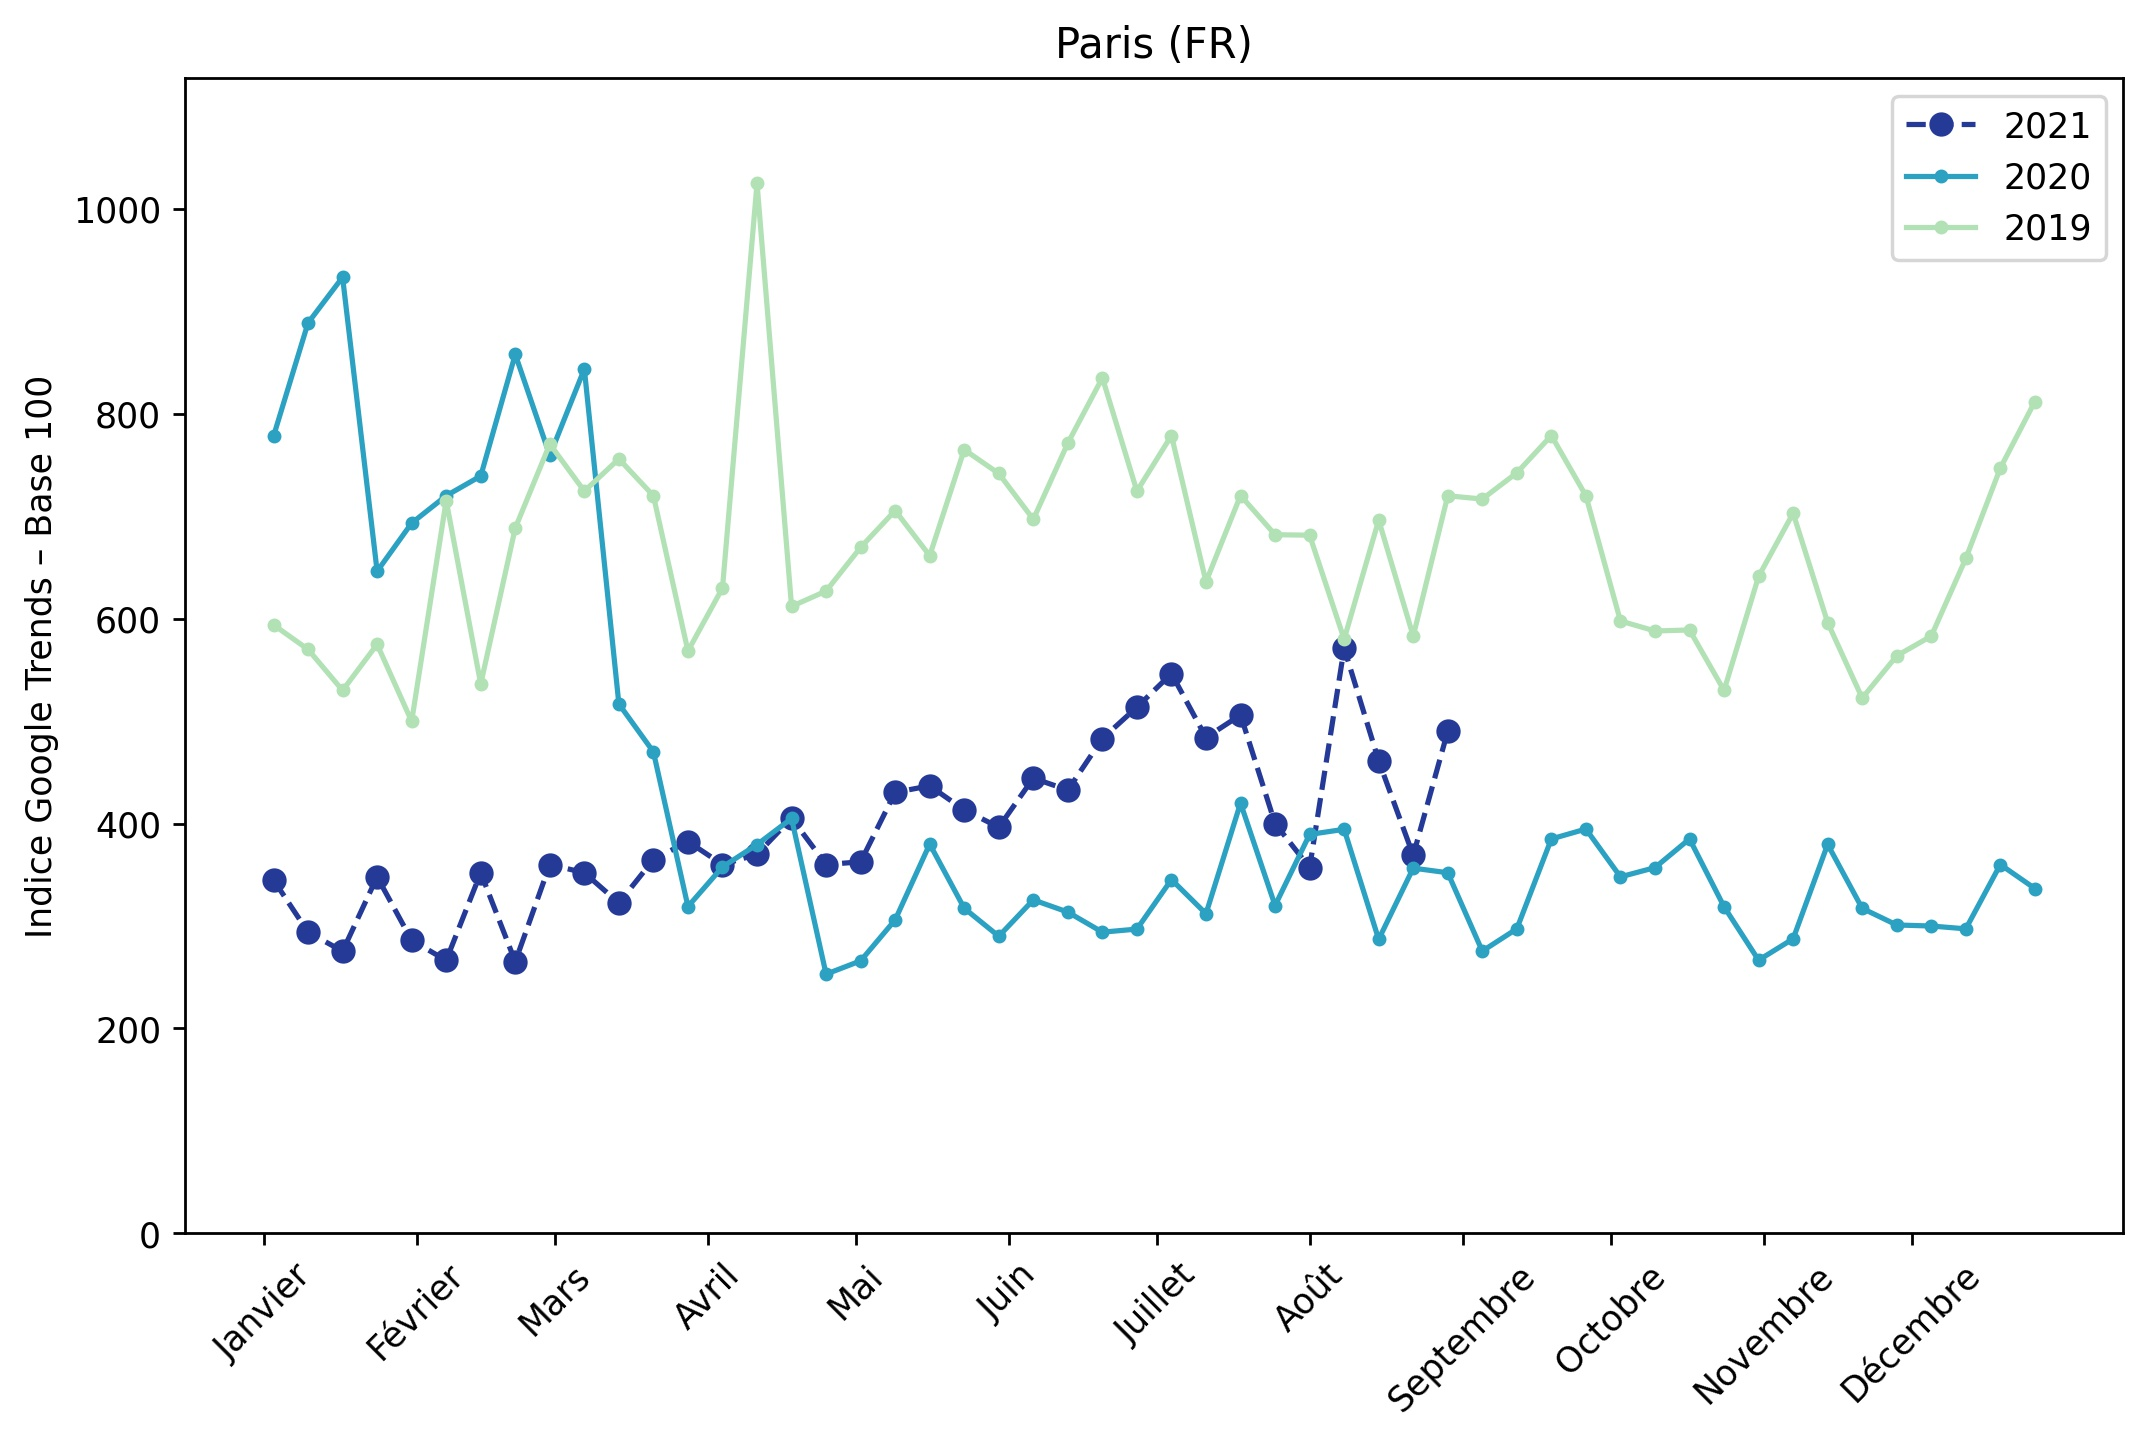 Paris (FR)
Indice Google Trends – Base 100
1000
800
600
400
200
0
2021
2020
2019
Janvier
Février
Mars
Avril
Mai
Juin
Juillet
Août
Septembre
Octobre
Novembre
Décembre